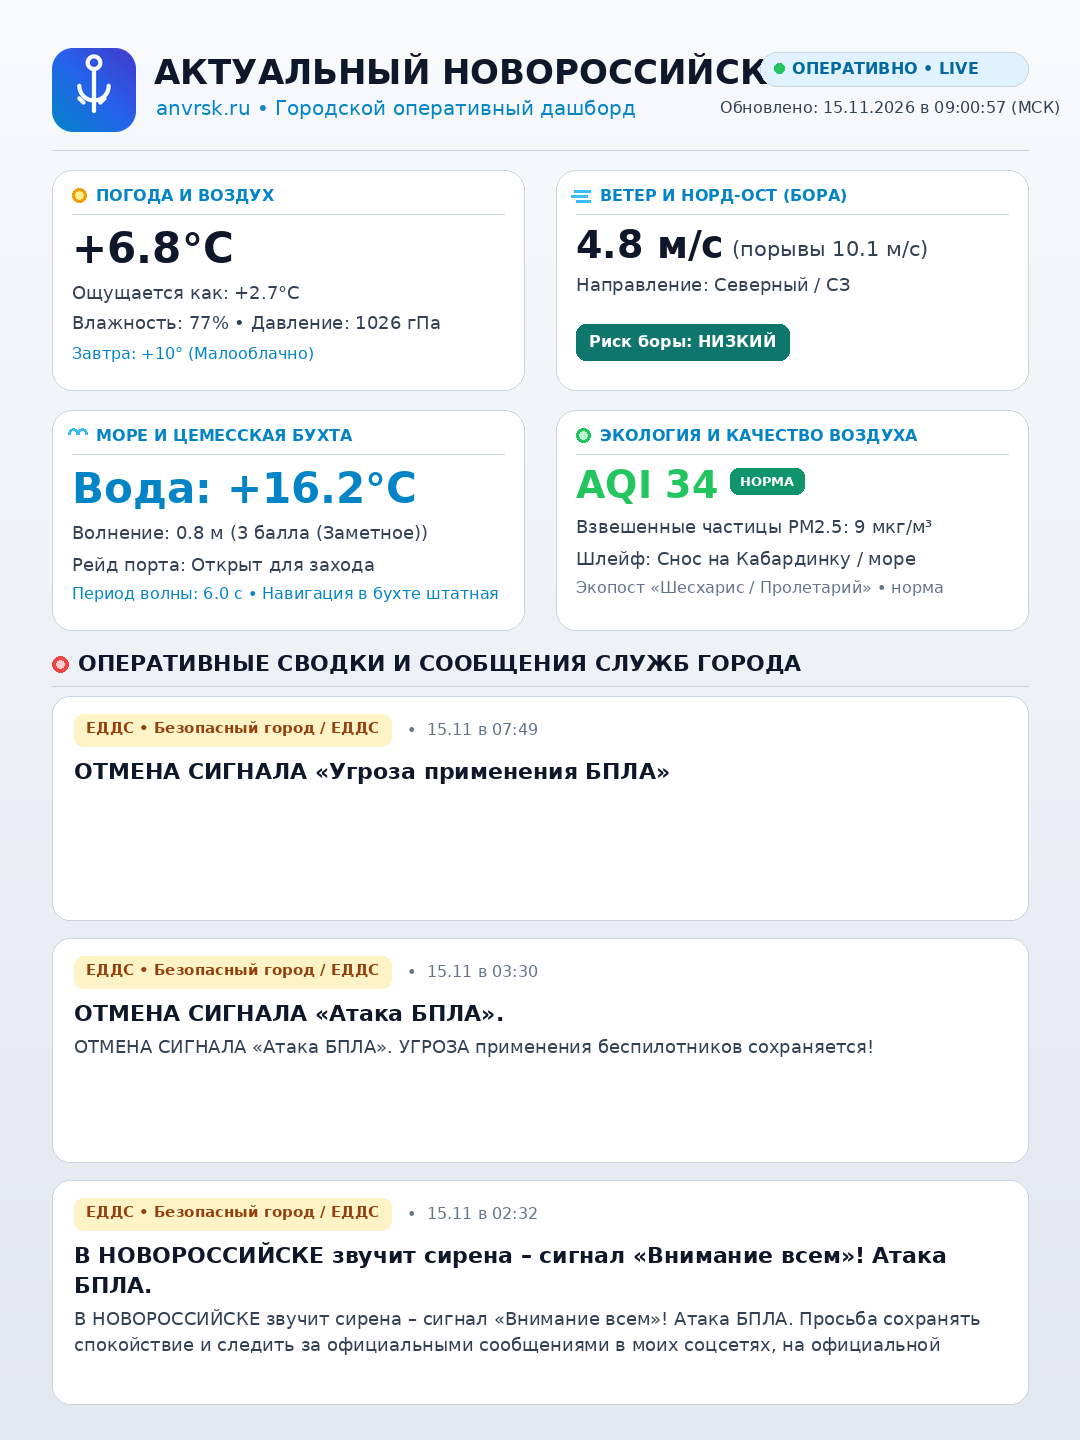 АКТУАЛЬНЫЙ НОВОРОССИЙСК
ОПЕРАТИВНО • LIVE
anvrsk.ru • Городской оперативный дашборд
Обновлено: 15.11.2026 в 09:00:57 (МСК)
ПОГОДА И ВОЗДУХ
+6.8°C
Ощущается как: +2.7°C
Влажность: 77% • Давление: 1026 гПа
Завтра: +10° (Малооблачно)
ВЕТЕР И НОРД-ОСТ (БОРА)
4.8 м/с (порывы 10.1 м/с)
Направление: Северный / СЗ
Риск боры: НИЗКИЙ
МОРЕ И ЦЕМЕССКАЯ БУХТА
Вода: +16.2°C
Волнение: 0.8 м (3 балла (Заметное))
Рейд порта: Открыт для захода
Период волны: 6.0 с • Навигация в бухте штатная
ЭКОЛОГИЯ И КАЧЕСТВО ВОЗДУХА
AQI 34 НОРМА
Взвешенные частицы PM2.5: 9 мкг/м³
Шлейф: Снос на Кабардинку / море
Экопост «Шесхарис / Пролетарий» • норма
ОПЕРАТИВНЫЕ СВОДКИ И СООБЩЕНИЯ СЛУЖБ ГОРОДА
ЕДДС • Безопасный город / ЕДДС • 15.11 в 07:49
ОТМЕНА СИГНАЛА «Угроза применения БПЛА»
ЕДДС • Безопасный город / ЕДДС • 15.11 в 03:30
ОТМЕНА СИГНАЛА «Атака БПЛА».
ОТМЕНА СИГНАЛА «Атака БПЛА». УГРОЗА применения беспилотников сохраняется!
ЕДДС • Безопасный город / ЕДДС • 15.11 в 02:32
В НОВОРОССИЙСКЕ звучит сирена – сигнал «Внимание всем»! Атака
БПЛА.
В НОВОРОССИЙСКЕ звучит сирена – сигнал «Внимание всем»! Атака БПЛА. Просьба сохранять
спокойствие и следить за официальными сообщениями в моих соцсетях, на официальной